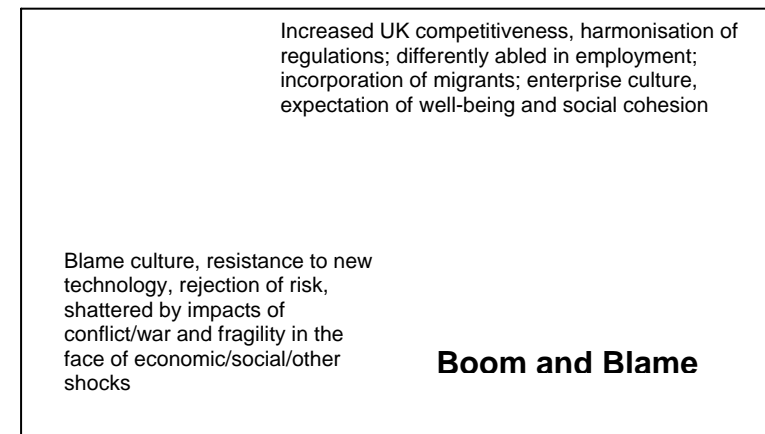 Increased UK competitiveness, harmonisation of
regulations; differently abled in employment;
incorporation of migrants; enterprise culture,
expectation of well-being and social cohesion
Blame culture, resistance to new
technology, rejection of risk,
shattered by impacts of
conflict/war and fragility in the
face of economic/social/other
shocks
Boom and Blame